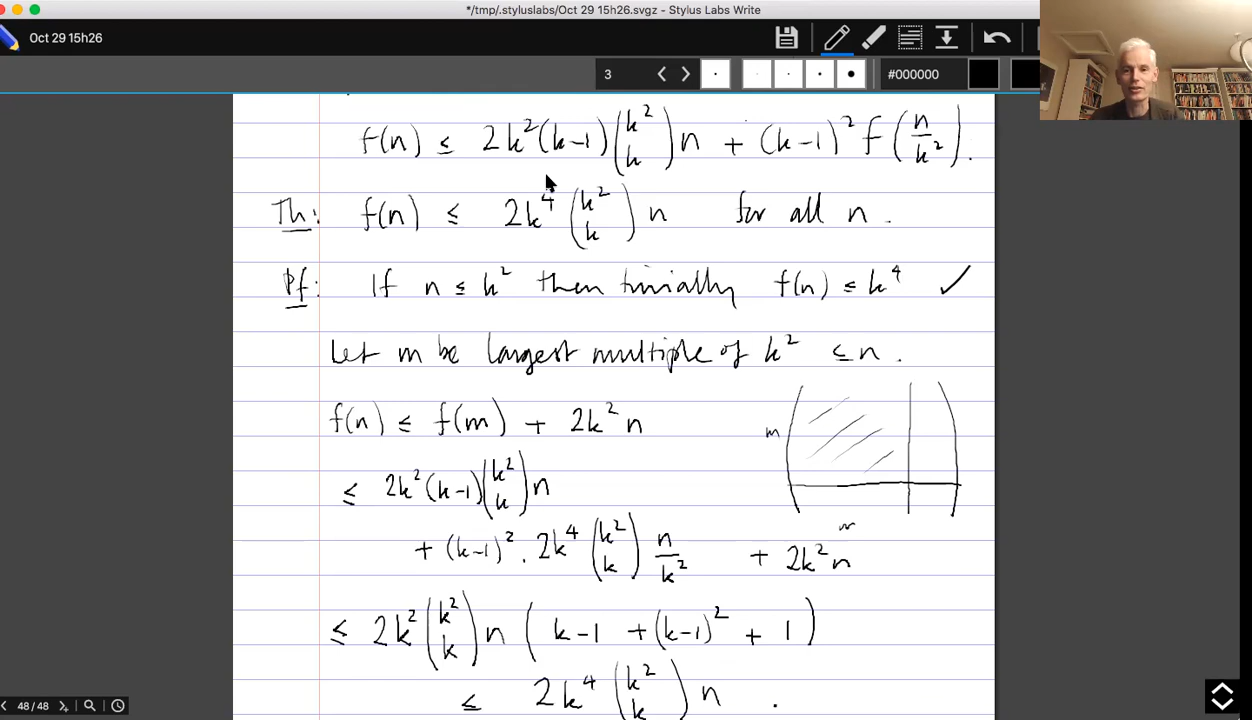 */tmp/.styluslabs/Oct 29 15h26.svgz - Stylus Labs Write
Oct 29 15h26
3
#000000
f(n) ≤ 2k²(k-1)(k² k)n + (k-1)² f(n/k²).
Th: f(n) ≤ 2k⁴ (k² k) n for all n.
Pf: If n ≤ k² then trivially f(n) ≤ k⁴ ✓
Let m be largest multiple of k² ≤ n.
f(n) ≤ f(m) + 2k²n
m
≤ 2k²(k-1)(k² k)n
m
+ (k-1)². 2k⁴ (k² k) n/k² + 2k²n
≤ 2k² (k² k) n ( k-1 + (k-1)² + 1 )
≤ 2k⁴ (k² k) n .
48/48